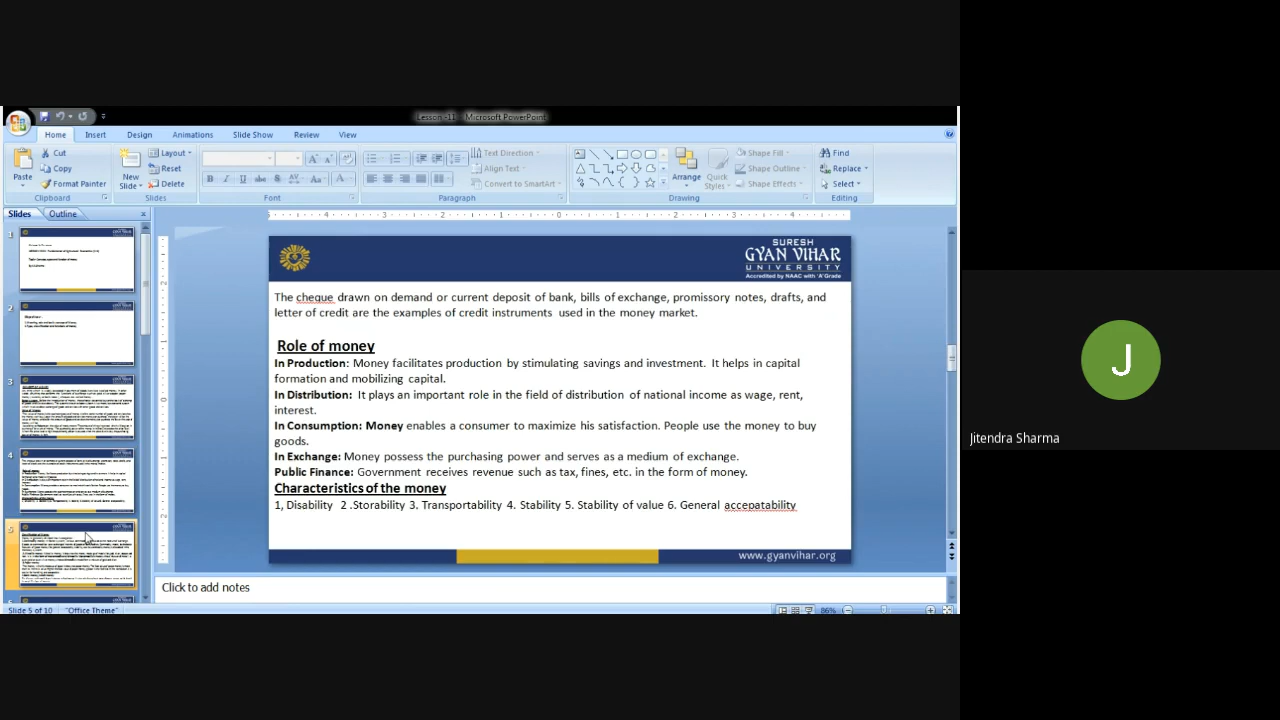 Lesson -11 - Microsoft PowerPoint
Home Insert Design Animations Slide Show Review View
Paste Cut Copy Format Painter
Clipboard
New Slide Layout Reset Delete
Slides
Font
Text Direction Align Text Convert to SmartArt
Paragraph
Arrange Quick Styles Shape Fill Shape Outline Shape Effects
Drawing
Find Replace Select
Editing
Slides Outline
1
2
3
4
5
SURESH
GYAN VIHAR
UNIVERSITY
Accredited by NAAC with 'A' Grade
The cheque drawn on demand or current deposit of bank, bills of exchange, promissory notes, drafts, and
letter of credit are the examples of credit instruments used in the money market.
Role of money
In Production: Money facilitates production by stimulating savings and investment. It helps in capital
formation and mobilizing capital.
In Distribution: It plays an important role in the field of distribution of national income as wage, rent,
interest.
In Consumption: Money enables a consumer to maximize his satisfaction. People use the money to buy
goods.
In Exchange: Money possess the purchasing power and serves as a medium of exchange.
Public Finance: Government receives revenue such as tax, fines, etc. in the form of money.
Characteristics of the money
1, Disability 2 .Storability 3. Transportability 4. Stability 5. Stability of value 6. General accepatability
www.gyanvihar.org
Click to add notes
Slide 5 of 10 "Office Theme" 86%
J
Jitendra Sharma